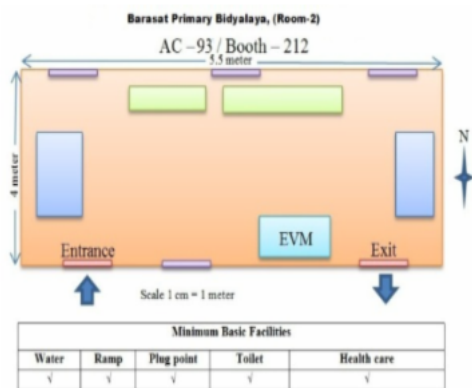 Barasat Primary Bidyalaya, (Room-2)
AC – 93 / Booth – 212
5.5 meter
4 meter
N
EVM
Entrance
Exit
Scale 1 cm = 1 meter
Minimum Basic Facilities
Water Ramp Plug point Toilet Health care
√ √ √ √ √